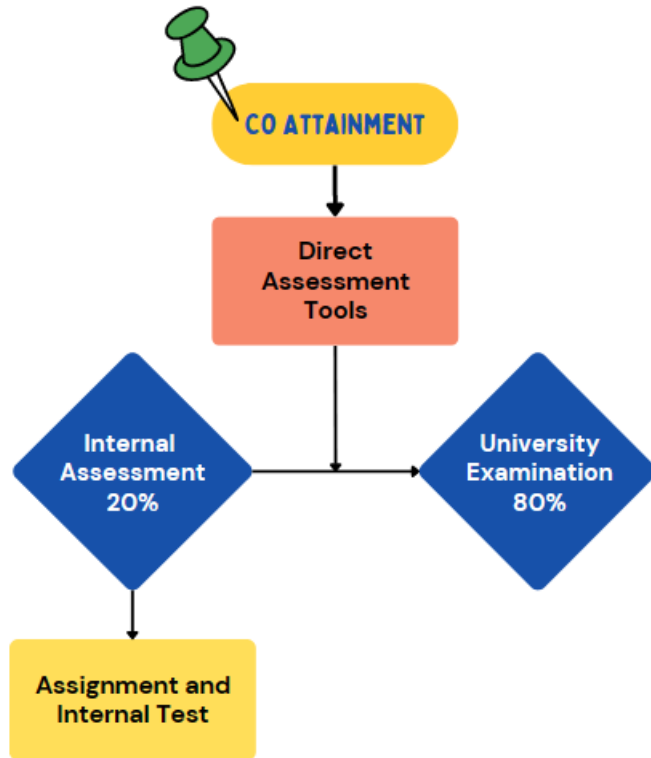 CO ATTAINMENT
Direct
Assessment
Tools
Internal
Assessment
20%
University
Examination
80%
Assignment and
Internal Test